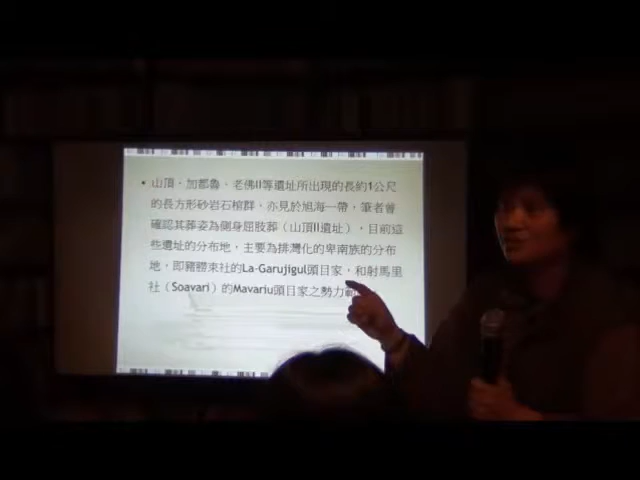 • 山頂、加都魯、老佛II等遺址所出現的長約1公尺
的長方形砂岩石棺群，亦見於旭海一帶，筆者曾
確認其葬姿為側身屈肢葬（山頂II遺址），目前這
些遺址的分布地，主要為排灣化的卑南族的分布
地，即豬朥束社的La-Garujigul頭目家，和射馬里
社（Soavari）的Mavariu頭目家之勢力